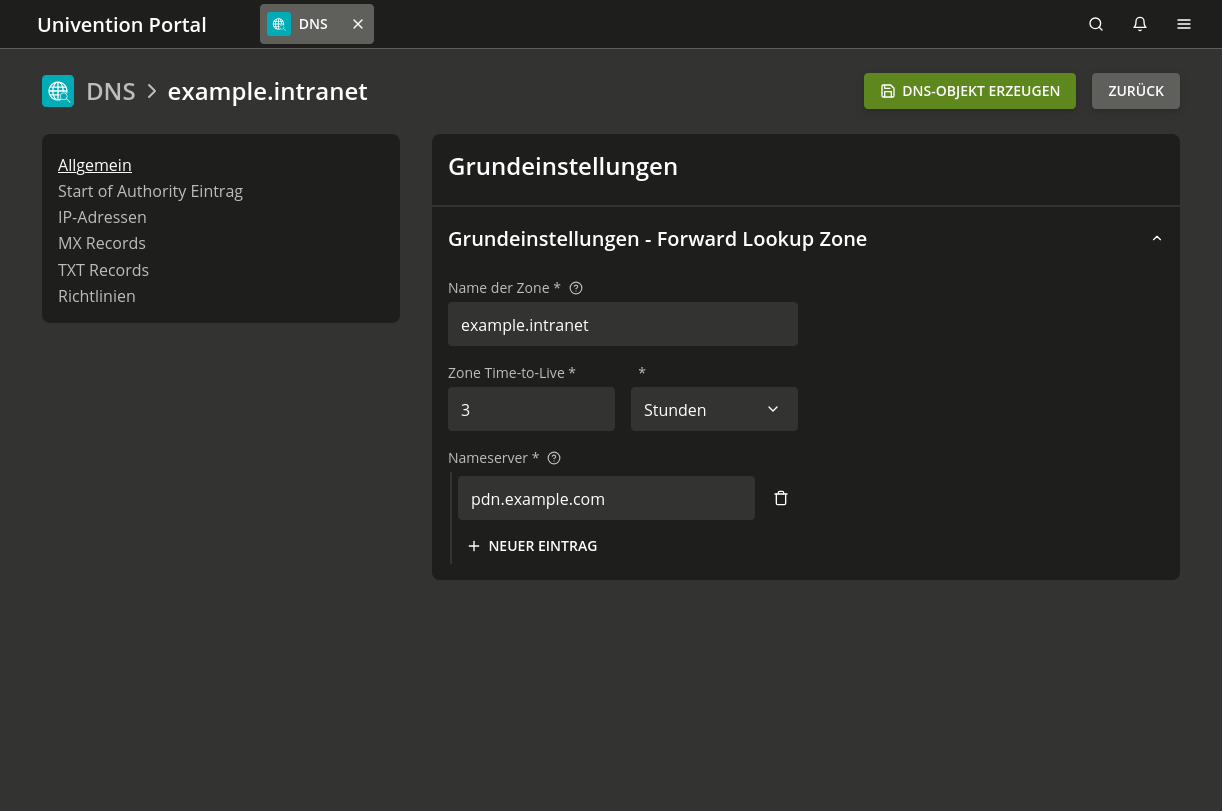 Univention Portal
DNS
DNS > example.intranet
DNS-OBJEKT ERZEUGEN
ZURÜCK
Allgemein
Start of Authority Eintrag
IP-Adressen
MX Records
TXT Records
Richtlinien
Grundeinstellungen
Grundeinstellungen - Forward Lookup Zone
Name der Zone *
example.intranet
Zone Time-to-Live * *
3 Stunden
Nameserver *
pdn.example.com
+ NEUER EINTRAG